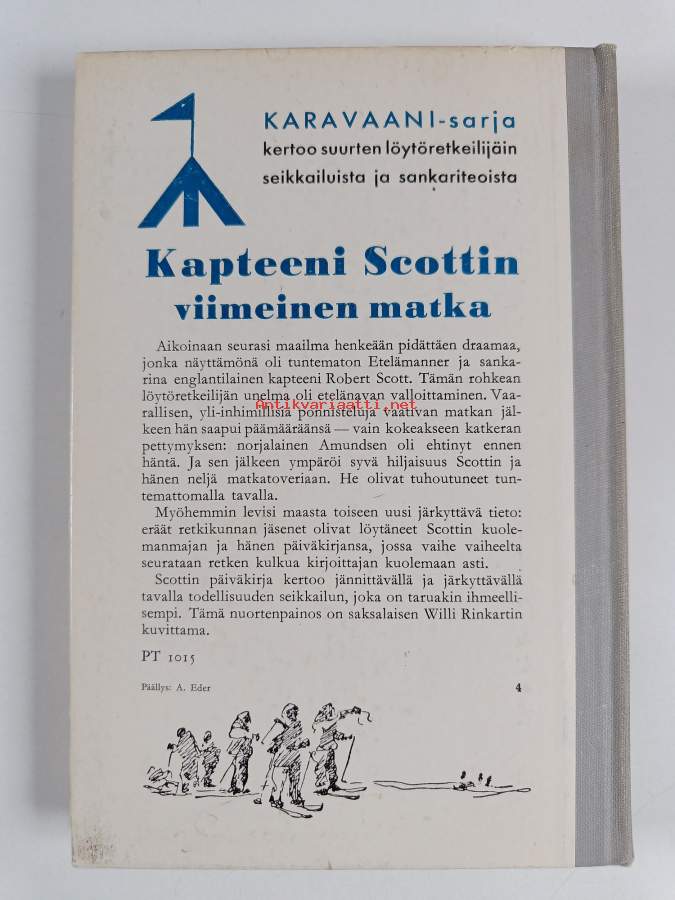 KARAVAANI-sarja
kertoo suurten löytöretkeilijäin
seikkailuista ja sankariteoista
Kapteeni Scottin
viimeinen matka
Aikoinaan seurasi maailma henkeään pidättäen draamaa,
jonka näyttämönä oli tuntematon Etelämanner ja sanka-
rina englantilainen kapteeni Robert Scott. Tämän rohkean
löytöretkeilijän unelma oli etelänavan valloittaminen. Vaa-
rallisen, yli-inhimillisiä ponnisteluja vaativan matkan jäl-
Antikvariaatti.net
keen hän saapui päämääräänsä — vain kokeakseen katkeran
pettymyksen: norjalainen Amundsen oli ehtinyt ennen
häntä. Ja sen jälkeen ympäröi syvä hiljaisuus Scottin ja
hänen neljä matkatoveriaan. He olivat tuhoutuneet tun-
temattomalla tavalla.
Myöhemmin levisi maasta toiseen uusi järkyttävä tieto:
eräät retkikunnan jäsenet olivat löytäneet Scottin kuole-
manmajan ja hänen päiväkirjansa, jossa vaihe vaiheelta
seurataan retken kulkua kirjoittajan kuolemaan asti.
Scottin päiväkirja kertoo jännittävällä ja järkyttävällä
tavalla todellisuuden seikkailun, joka on taruakin ihmeelli-
sempi. Tämä nuortenpainos on saksalaisen Willi Rinkartin
kuvittama.
PT 1015
Päällys: A. Eder 4